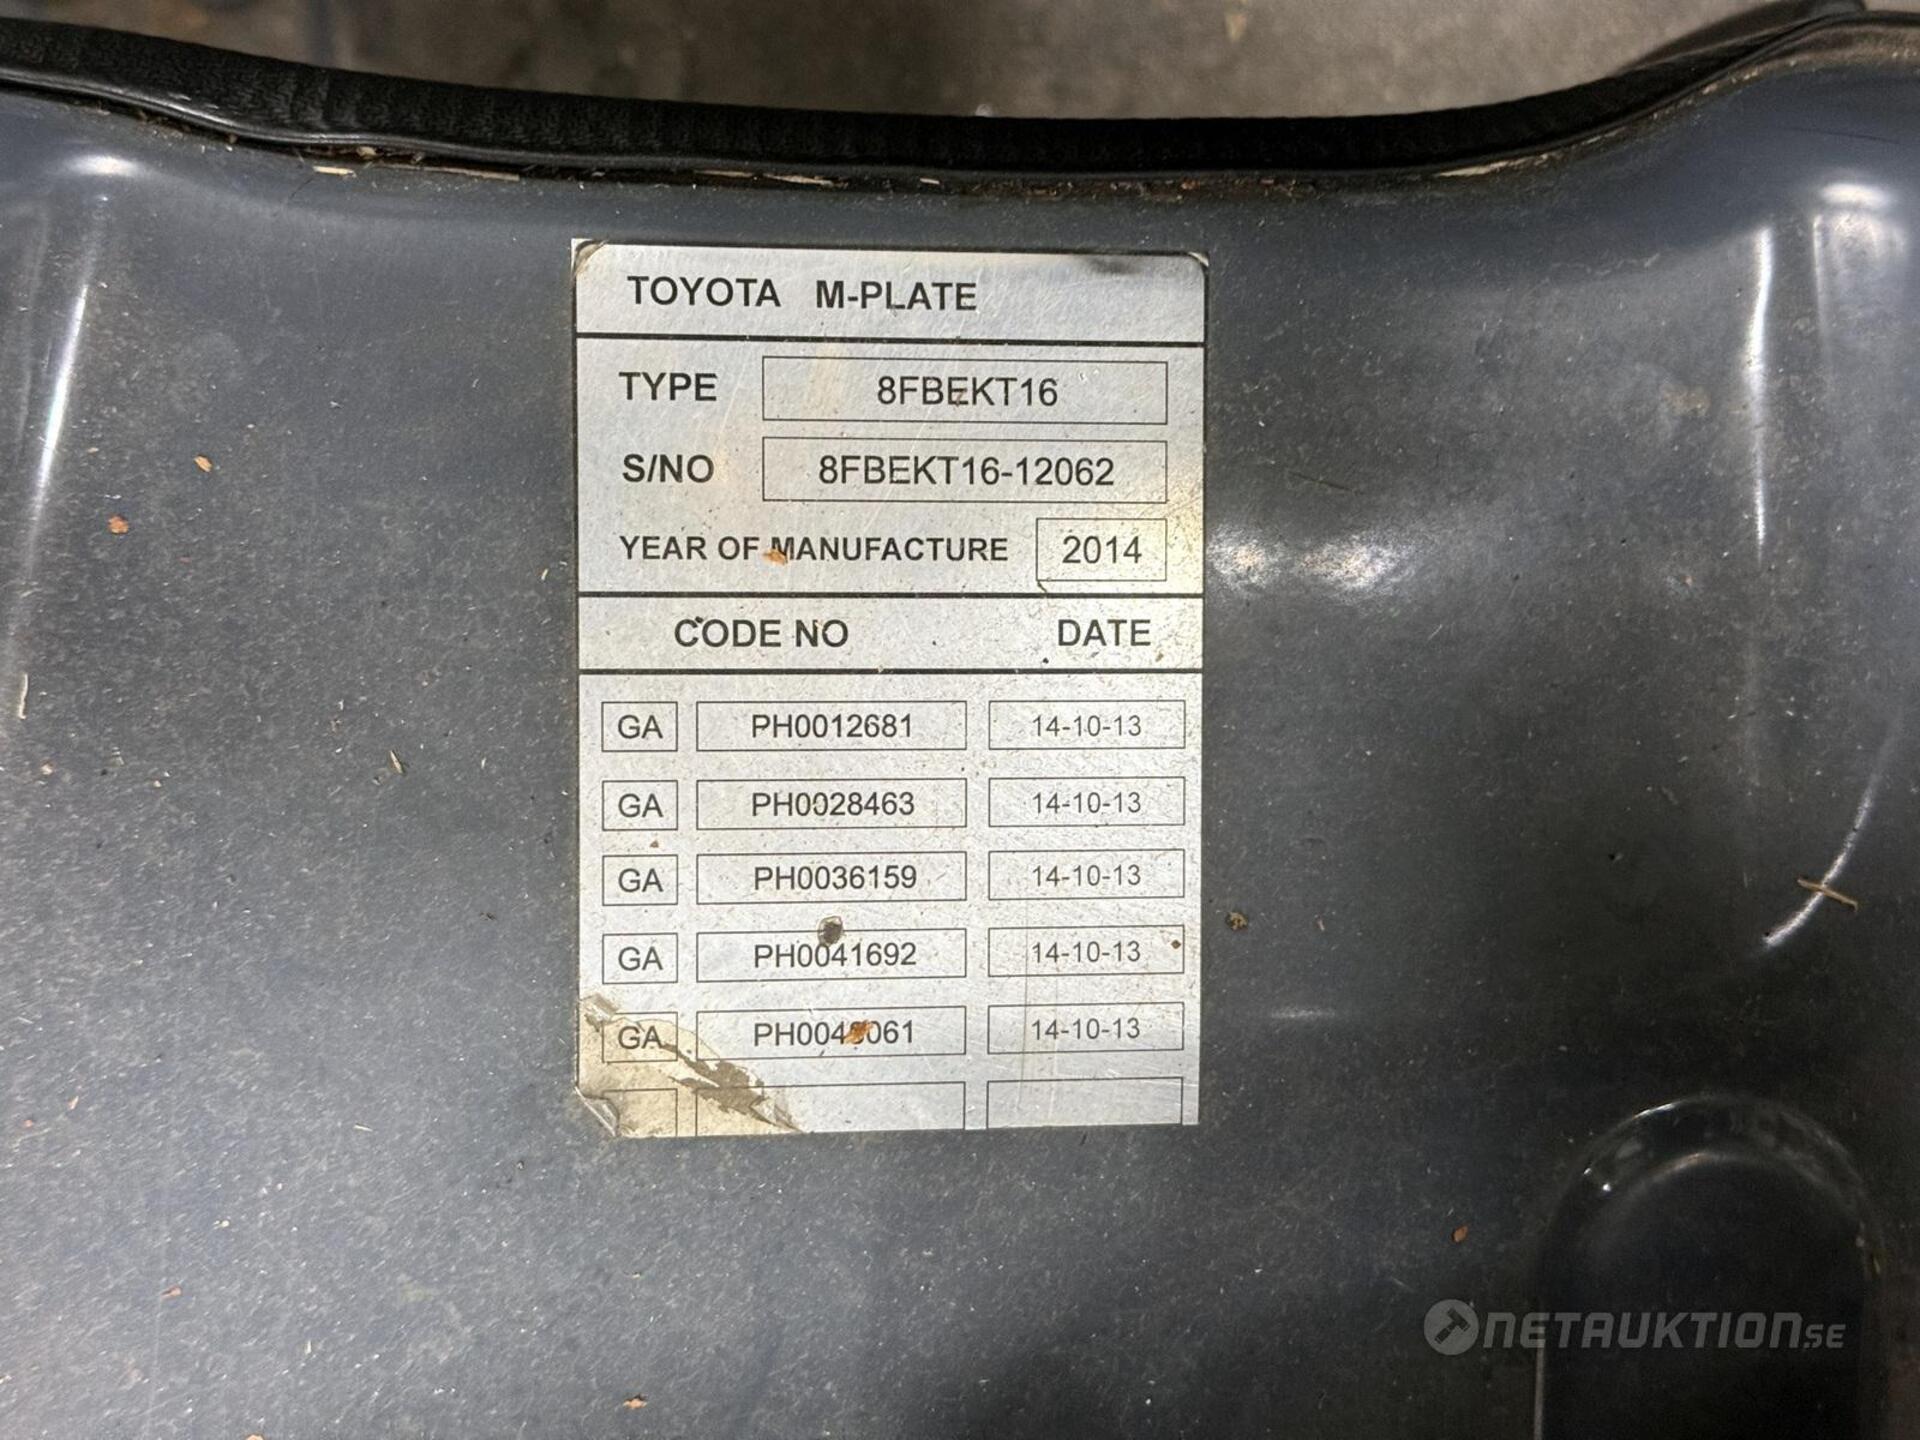 TOYOTA M-PLATE
TYPE 8FBEKT16
S/NO 8FBEKT16-12062
YEAR OF MANUFACTURE 2014
CODE NO DATE
GA PH0012681 14-10-13
GA PH0028463 14-10-13
GA PH0036159 14-10-13
GA PH0041692 14-10-13
GA 14-10-13
NETAUKTION.SE